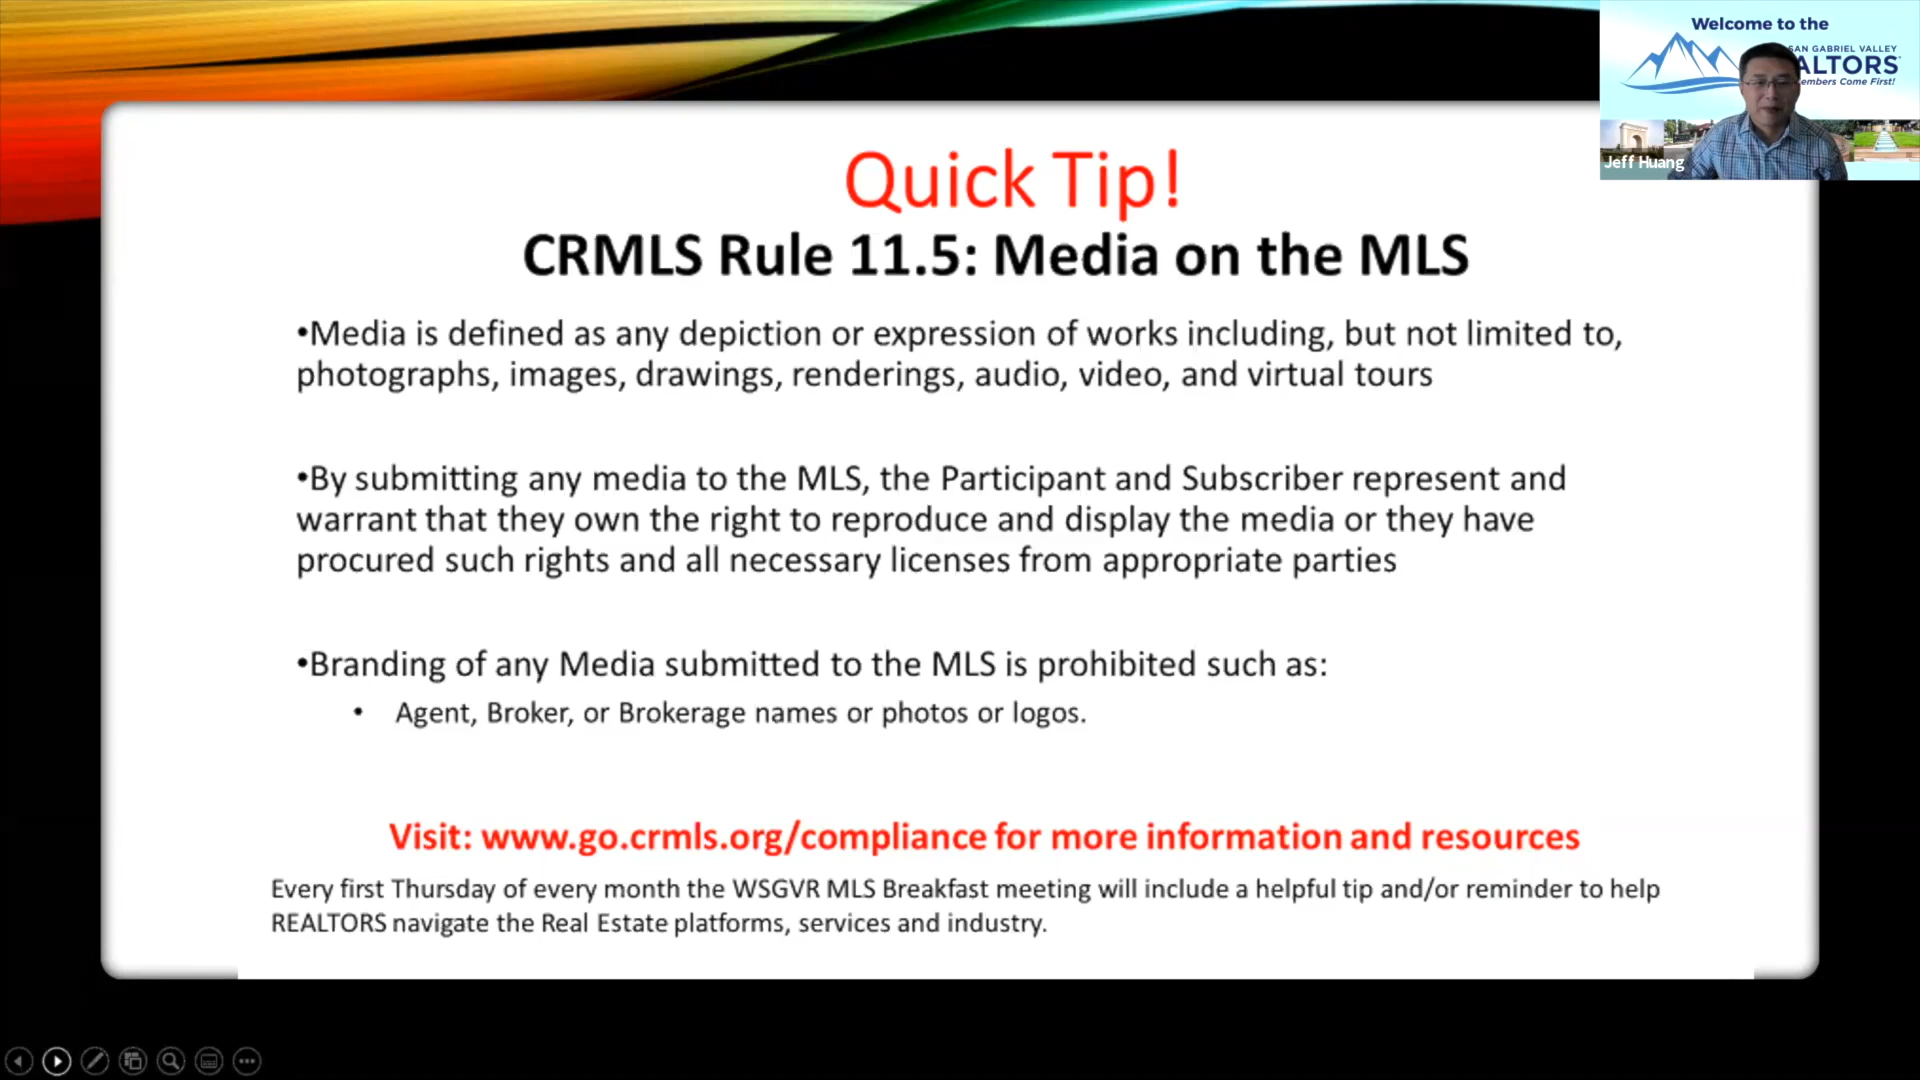 Welcome to the
SAN GABRIEL VALLEY
ALTORS
embers Come First!
Jeff Huang
Quick Tip!
CRMLS Rule 11.5: Media on the MLS
•Media is defined as any depiction or expression of works including, but not limited to,
photographs, images, drawings, renderings, audio, video, and virtual tours
•By submitting any media to the MLS, the Participant and Subscriber represent and
warrant that they own the right to reproduce and display the media or they have
procured such rights and all necessary licenses from appropriate parties
•Branding of any Media submitted to the MLS is prohibited such as:
• Agent, Broker, or Brokerage names or photos or logos.
Visit: www.go.crmls.org/compliance for more information and resources
Every first Thursday of every month the WSGVR MLS Breakfast meeting will include a helpful tip and/or reminder to help
REALTORS navigate the Real Estate platforms, services and industry.